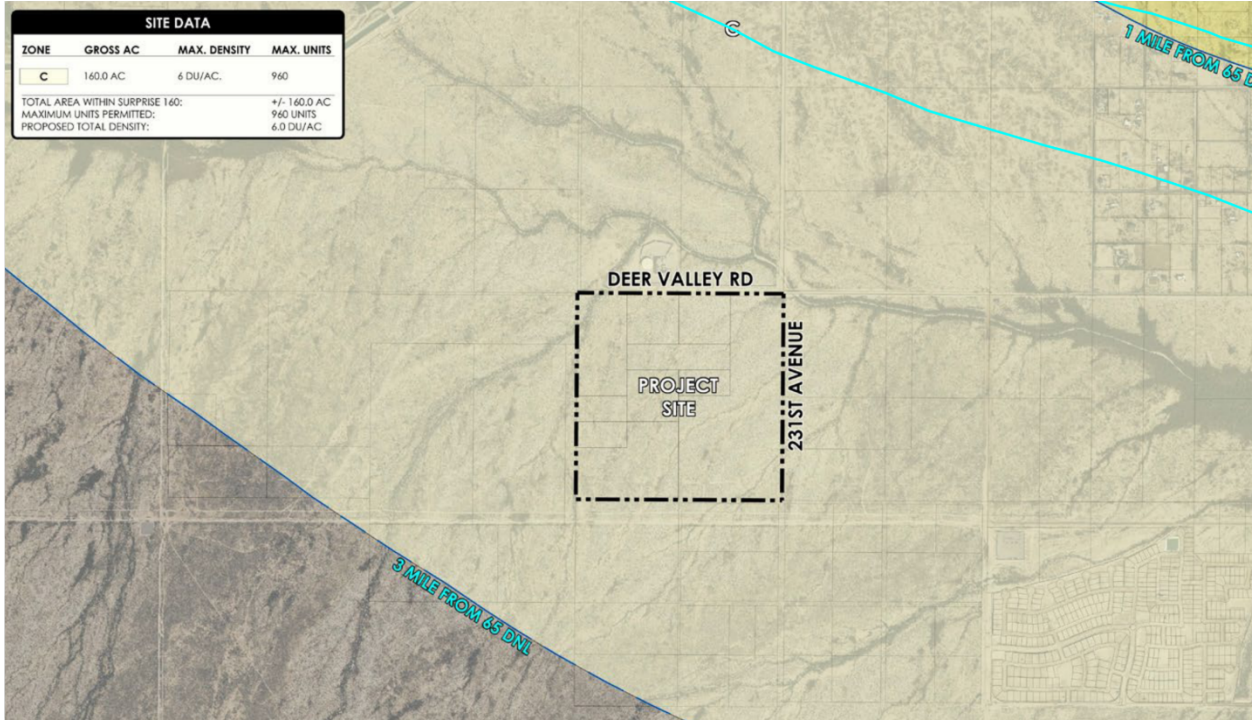 SITE DATA
ZONE GROSS AC MAX. DENSITY MAX. UNITS
C 160.0 AC 6 DU/AC. 960
TOTAL AREA WITHIN SURPRISE 160: +/- 160.0 AC
MAXIMUM UNITS PERMITTED: 960 UNITS
PROPOSED TOTAL DENSITY: 6.0 DU/AC
C
1 MILE FROM 65 D
DEER VALLEY RD
231ST AVENUE
PROJECT
SITE
3 MILE FROM 65 DNL